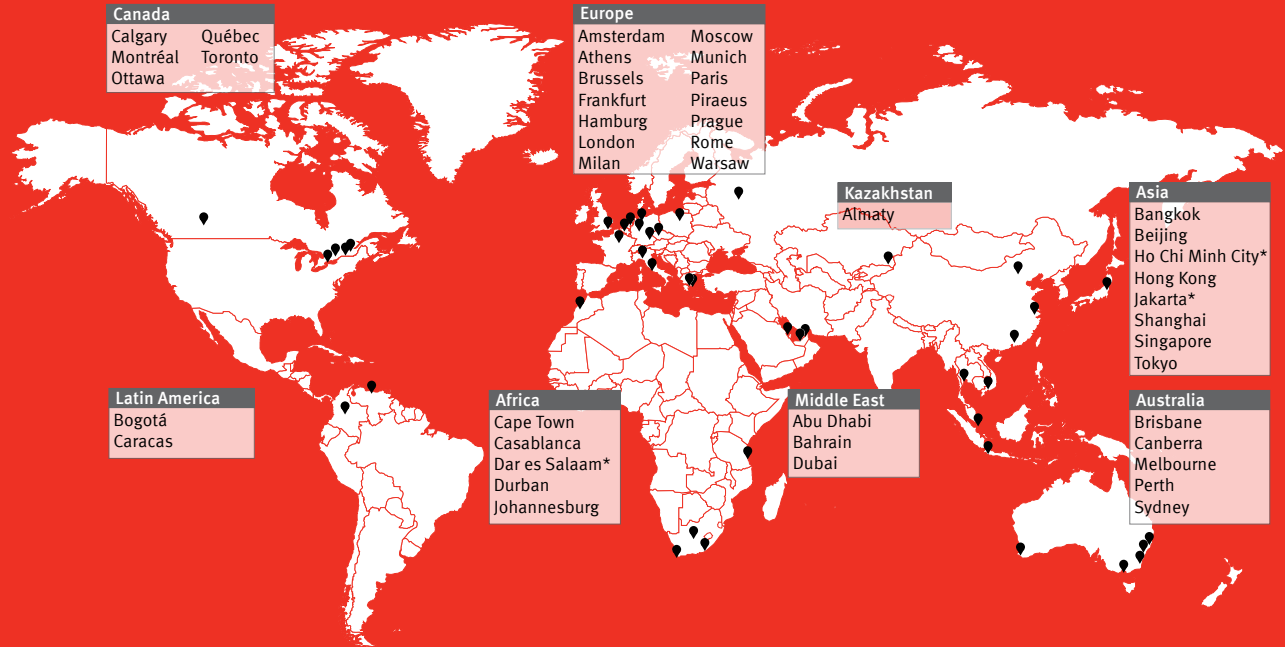 Canada
Calgary Québec
Montréal Toronto
Ottawa
Europe
Amsterdam Moscow
Athens Munich
Brussels Paris
Frankfurt Piraeus
Hamburg Prague
London Rome
Milan Warsaw
Kazakhstan
Almaty
Asia
Bangkok
Beijing
Ho Chi Minh City*
Hong Kong
Jakarta*
Shanghai
Singapore
Tokyo
Latin America
Bogotá
Caracas
Africa
Cape Town
Casablanca
Dar es Salaam*
Durban
Johannesburg
Middle East
Abu Dhabi
Bahrain
Dubai
Australia
Brisbane
Canberra
Melbourne
Perth
Sydney